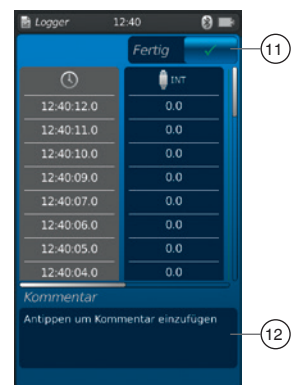 Logger 12:40
Fertig
11
INT
12:40:12.0 0.0
12:40:11.0 0.0
12:40:10.0 0.0
12:40:09.0 0.0
12:40:07.0 0.0
12:40:06.0 0.0
12:40:05.0 0.0
12:40:04.0 0.0
Kommentar
Antippen um Kommentar einzufügen
12